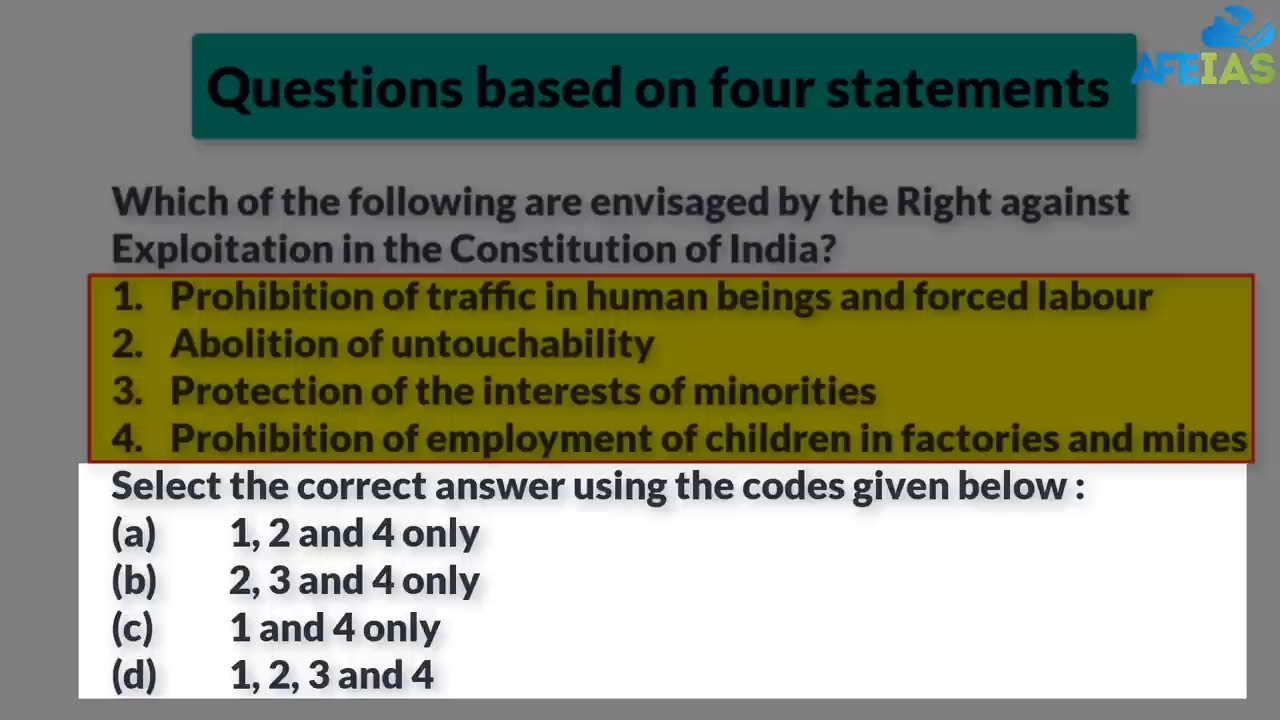 AFEIAS
Questions based on four statements
Which of the following are envisaged by the Right against
Exploitation in the Constitution of India?
1. Prohibition of traffic in human beings and forced labour
2. Abolition of untouchability
3. Protection of the interests of minorities
4. Prohibition of employment of children in factories and mines
Select the correct answer using the codes given below :
(a) 1, 2 and 4 only
(b) 2, 3 and 4 only
(c) 1 and 4 only
(d) 1, 2, 3 and 4